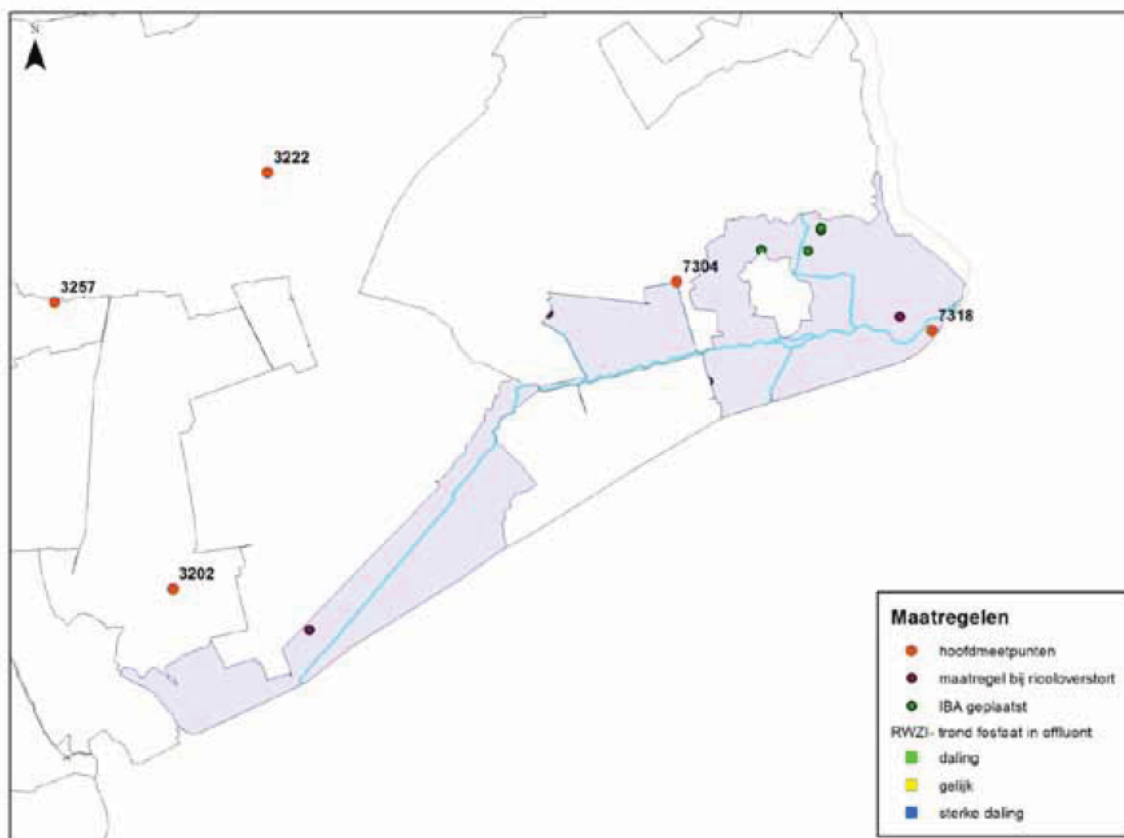 N
3222
7304
3257
7318
3202
Maatregelen
hoofdmeetpunten
maatregel bij riooloverstort
IBA geplaatst
RWZI- trend fosfaat in effluent
daling
gelijk
sterke daling